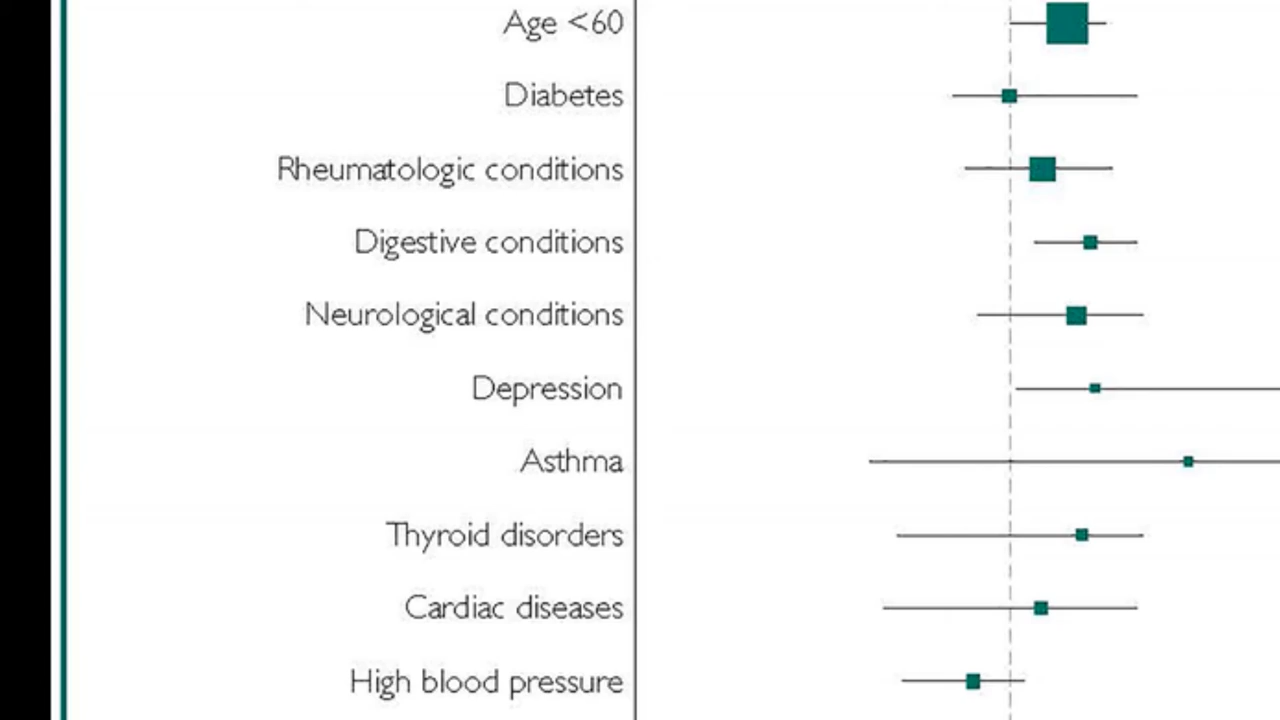 Age <60
Diabetes
Rheumatologic conditions
Digestive conditions
Neurological conditions
Depression
Asthma
Thyroid disorders
Cardiac diseases
High blood pressure